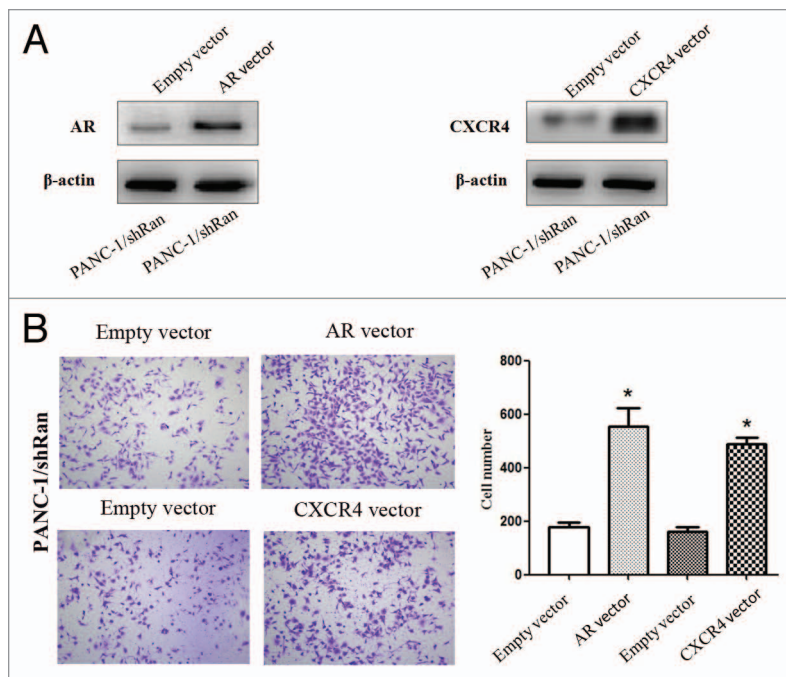 A
Empty vector
AR vector
AR
β-actin
PANC-1/shRan
PANC-1/shRan
Empty vector
CXCR4 vector
CXCR4
β-actin
PANC-1/shRan
PANC-1/shRan
B
PANC-1/shRan
Empty vector
AR vector
Empty vector
CXCR4 vector
Cell number
800
600
400
200
0
*
*
Empty vector
AR vector
Empty vector
CXCR4 vector